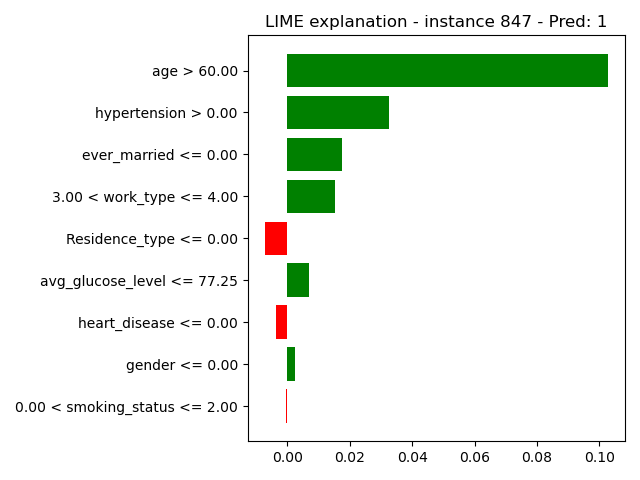 LIME explanation - instance 847 - Pred: 1
age > 60.00
hypertension > 0.00
ever_married <= 0.00
3.00 < work_type <= 4.00
Residence_type <= 0.00
avg_glucose_level <= 77.25
heart_disease <= 0.00
gender <= 0.00
0.00 < smoking_status <= 2.00
0.00 0.02 0.04 0.06 0.08 0.10